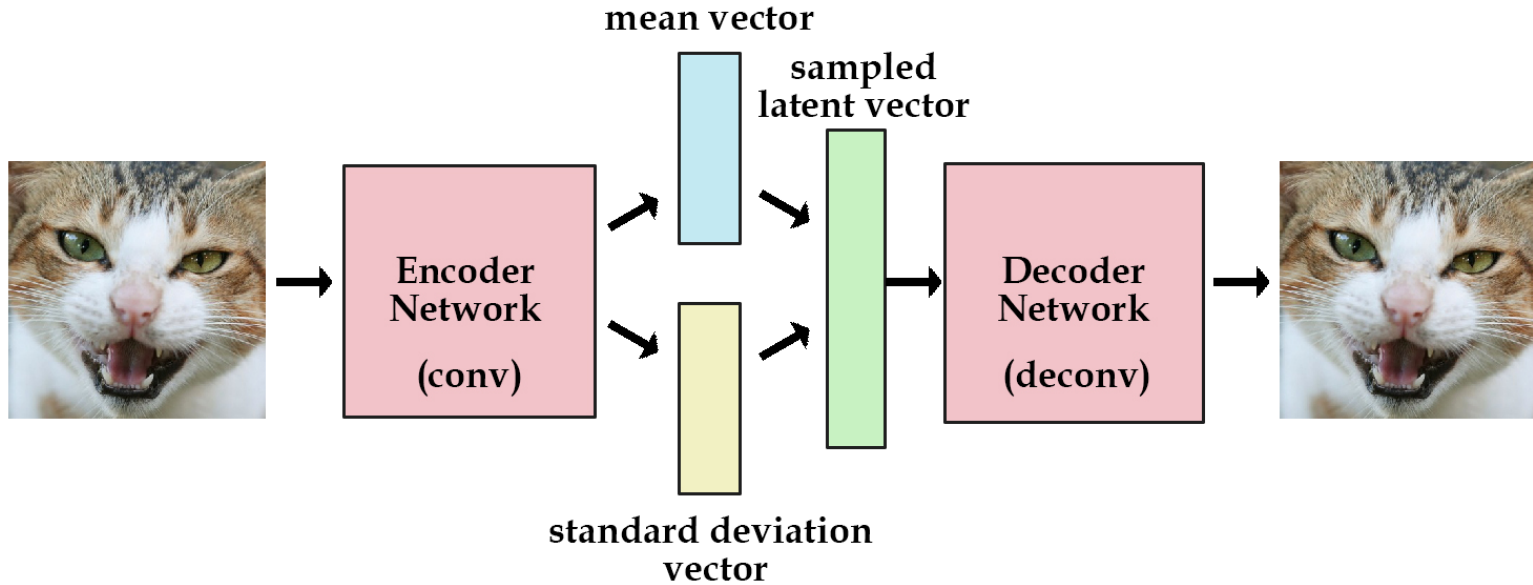 mean vector
sampled
latent vector
Encoder
Network
(conv)
Decoder
Network
(deconv)
standard deviation
vector